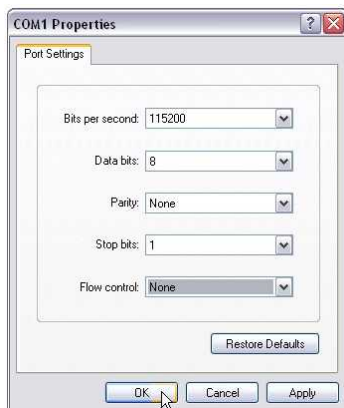 COM1 Properties
Port Settings
Bits per second: 115200
Data bits: 8
Parity: None
Stop bits: 1
Flow control: None
Restore Defaults
OK Cancel Apply